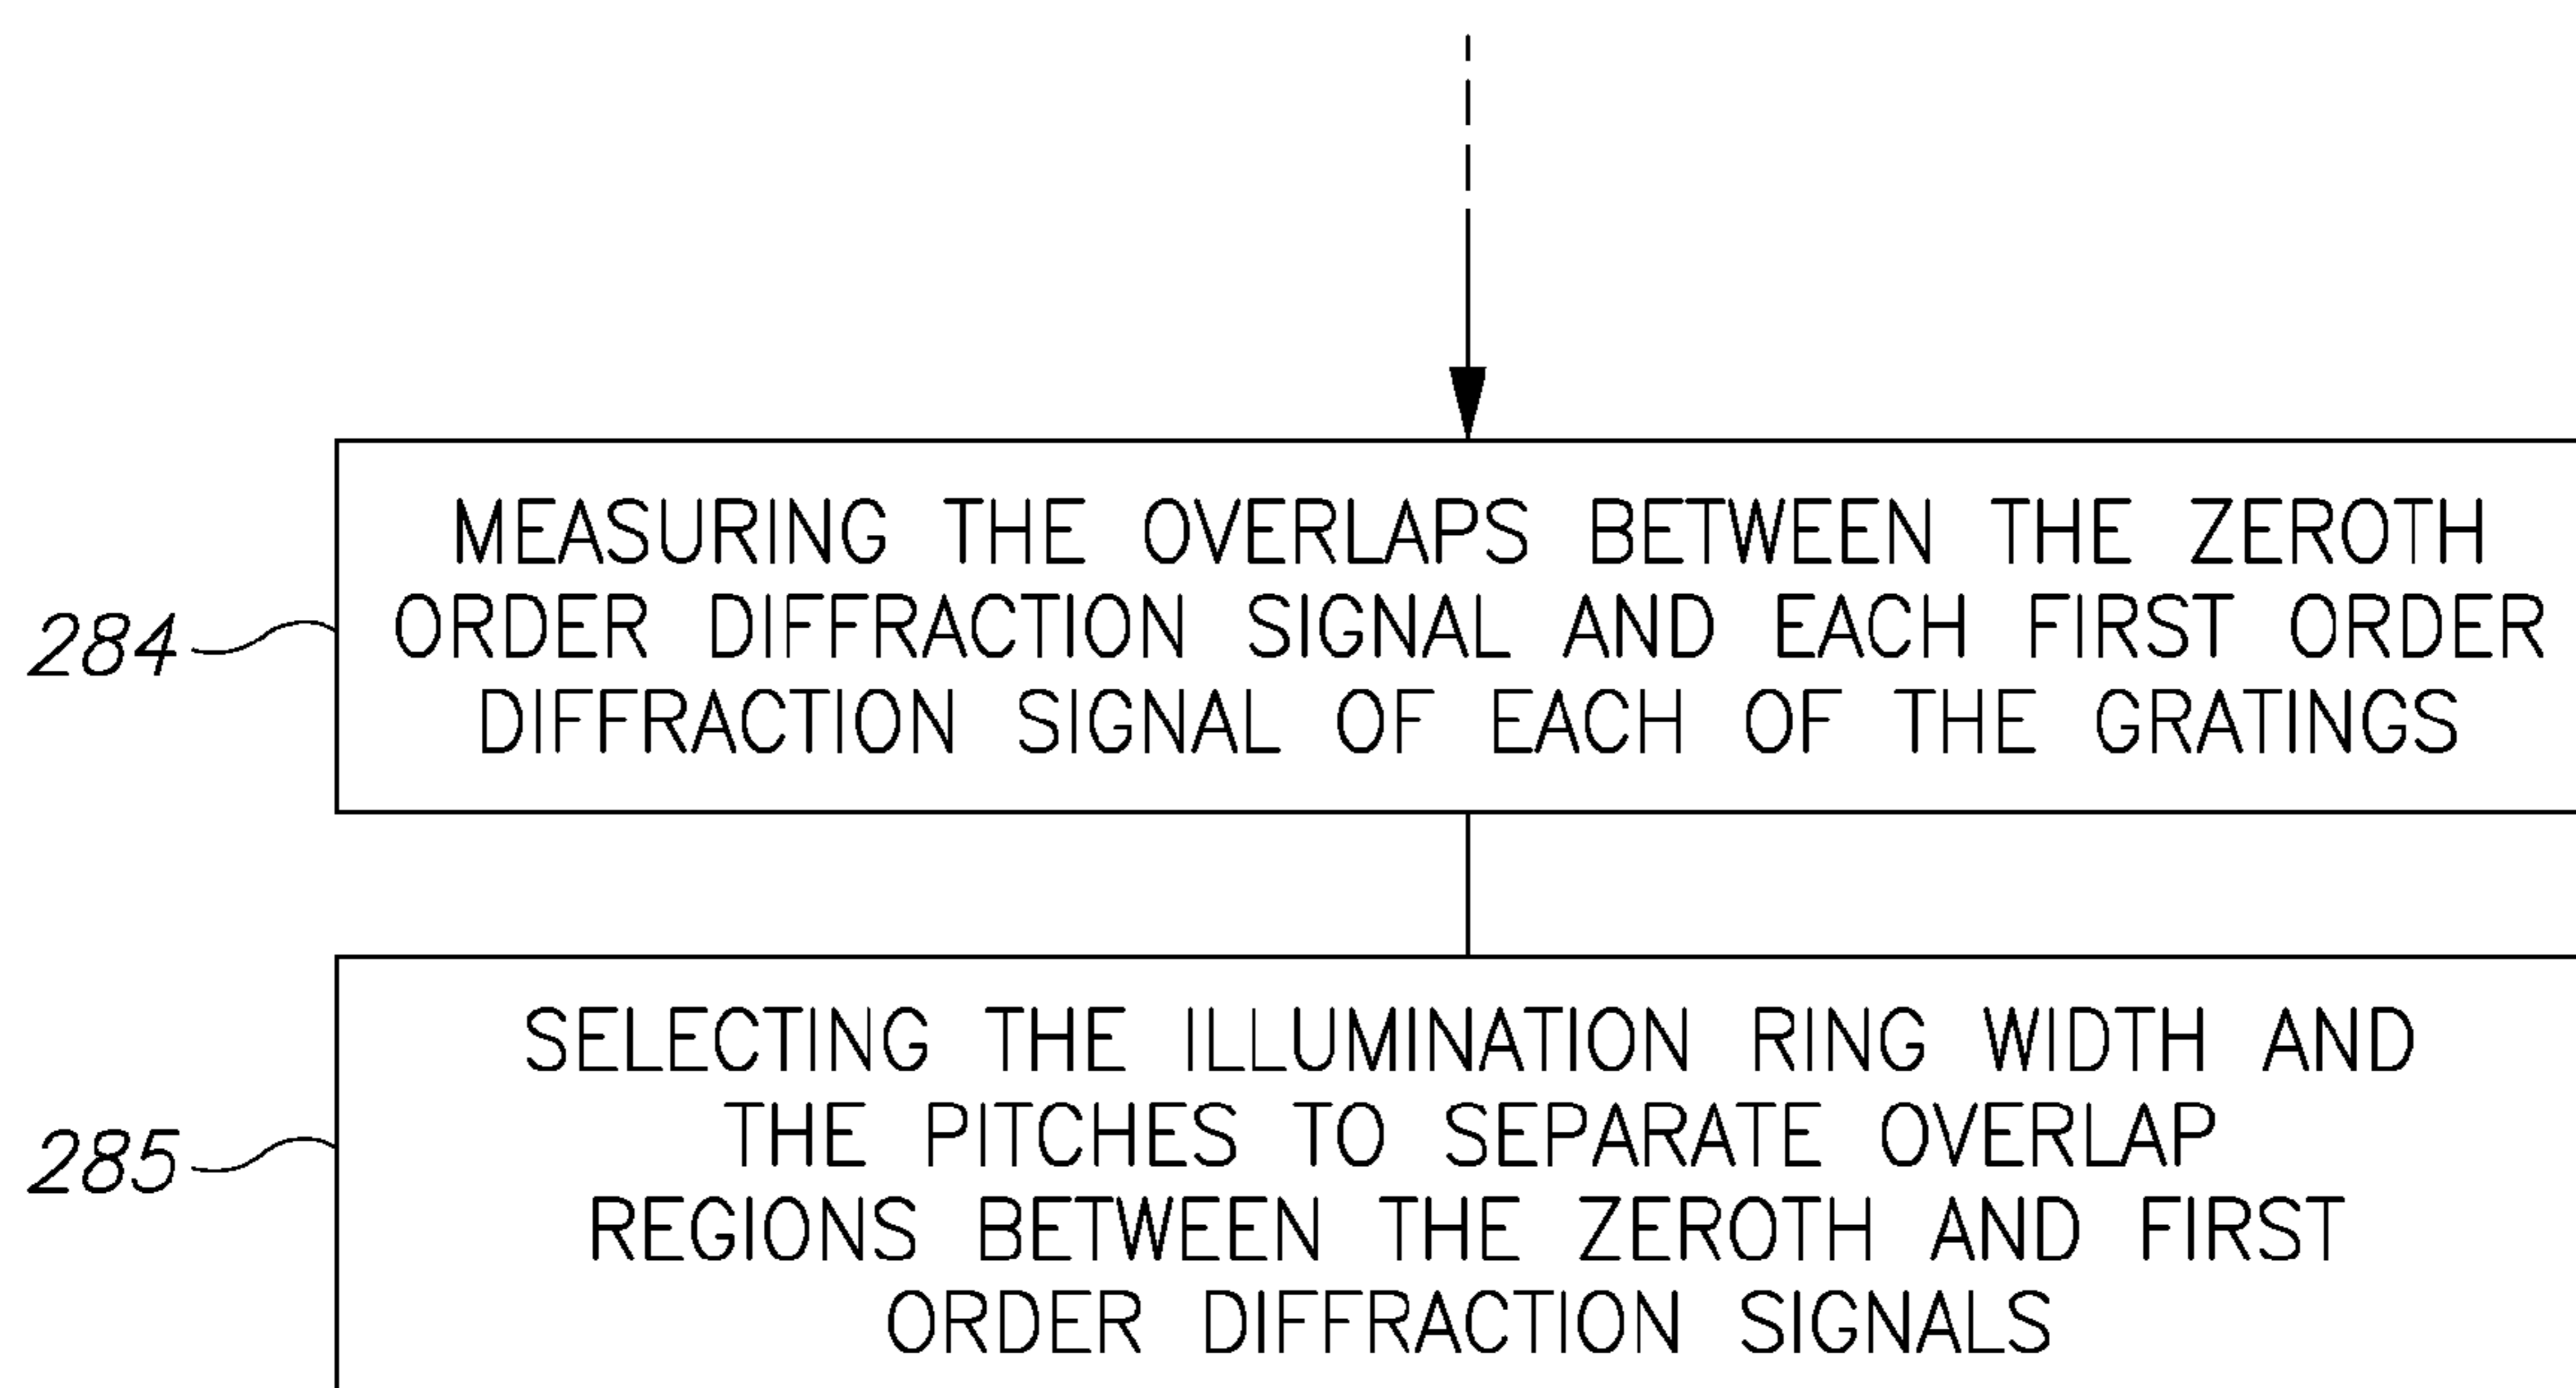 MEASURING THE OVERLAPS BETWEEN THE ZEROTH
ORDER DIFFRACTION SIGNAL AND EACH FIRST ORDER
DIFFRACTION SIGNAL OF EACH OF THE GRATINGS
284
SELECTING THE ILLUMINATION RING WIDTH AND
THE PITCHES TO SEPARATE OVERLAP
REGIONS BETWEEN THE ZEROTH AND FIRST
ORDER DIFFRACTION SIGNALS
285